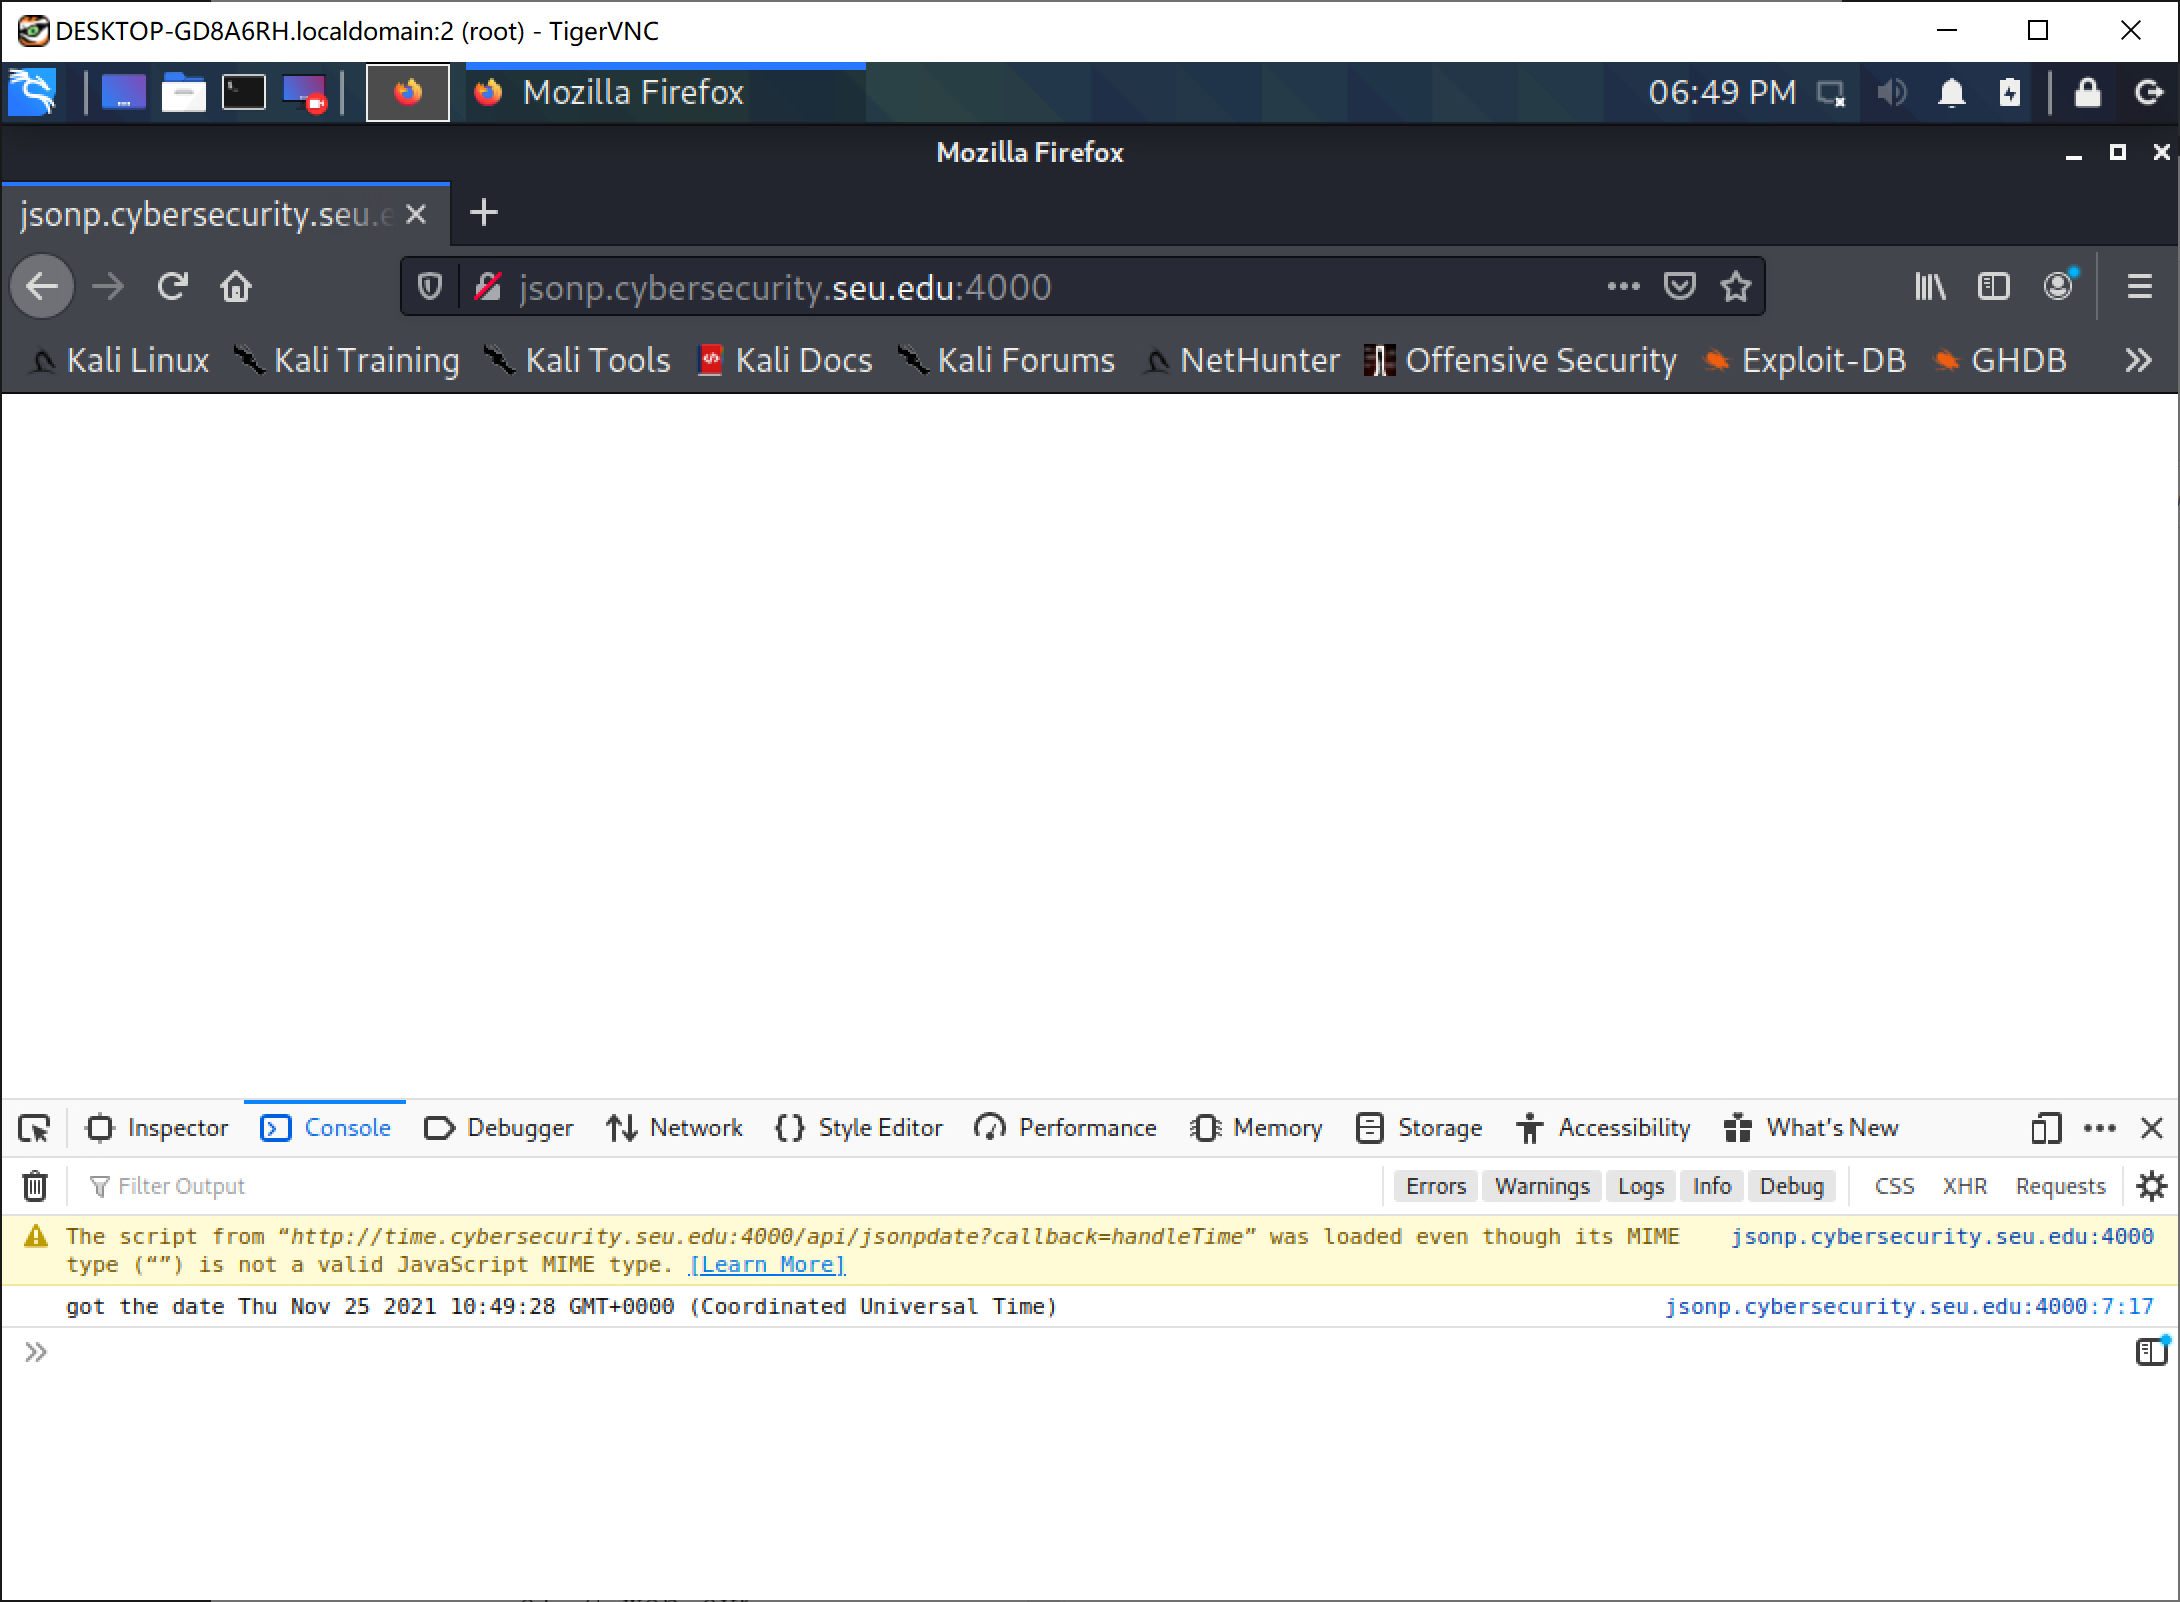 DESKTOP-GD8A6RH.localdomain:2 (root) - TigerVNC
Mozilla Firefox 06:49 PM
Mozilla Firefox
jsonp.cybersecurity.seu.e
jsonp.cybersecurity.seu.edu:4000
Kali Linux Kali Training Kali Tools Kali Docs Kali Forums NetHunter Offensive Security Exploit-DB GHDB
Inspector Console Debugger Network Style Editor Performance Memory Storage Accessibility What's New
Filter Output Errors Warnings Logs Info Debug CSS XHR Requests
The script from “http://time.cybersecurity.seu.edu:4000/api/jsonpdate?callback=handleTime” was loaded even though its MIME jsonp.cybersecurity.seu.edu:4000
type (“”) is not a valid JavaScript MIME type. [Learn More]
got the date Thu Nov 25 2021 10:49:28 GMT+0000 (Coordinated Universal Time) jsonp.cybersecurity.seu.edu:4000:7:17